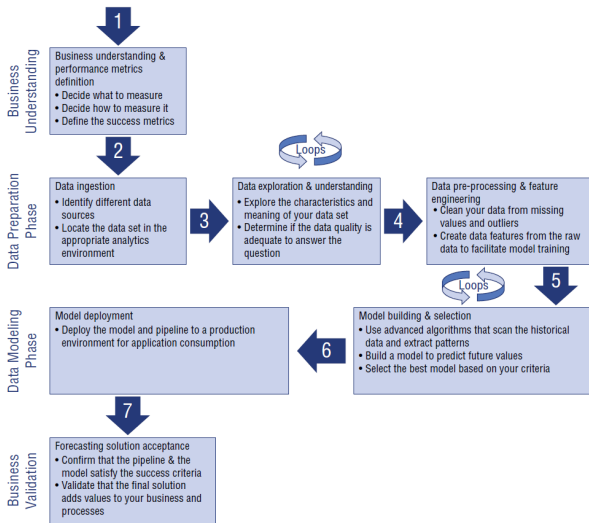 1
Business
Understanding
Business understanding &
performance metrics
definition
• Decide what to measure
• Decide how to measure it
• Define the success metrics
2
Loops
Data Preparation
Phase
Data ingestion
• Identify different data
sources
• Locate the data set in the
appropriate analytics
environment
3
Data exploration & understanding
• Explore the characteristics and
meaning of your data set
• Determine if the data quality is
adequate to answer the
question
4
Data pre-processing & feature
engineering
• Clean your data from missing
values and outliers
• Create data features from the raw
data to facilitate model training
5
Loops
Data Modeling
Phase
Model building & selection
• Use advanced algorithms that scan the historical
data and extract patterns
• Build a model to predict future values
• Select the best model based on your criteria
6
Model deployment
• Deploy the model and pipeline to a production
environment for application consumption
7
Business
Validation
Forecasting solution acceptance
• Confirm that the pipeline & the
model satisfy the success criteria
• Validate that the final solution
adds values to your business and
processes